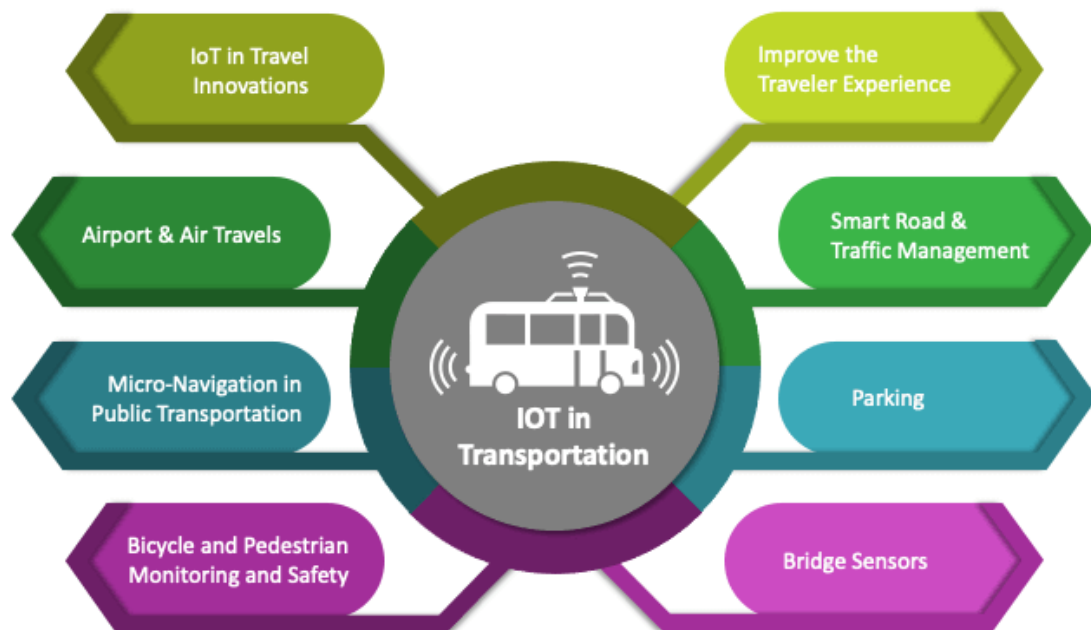 IoT in Travel
Innovations
Improve the
Traveler Experience
Airport & Air Travels
Smart Road &
Traffic Management
Micro-Navigation in
Public Transportation
Parking
IOT in
Transportation
Bicycle and Pedestrian
Monitoring and Safety
Bridge Sensors